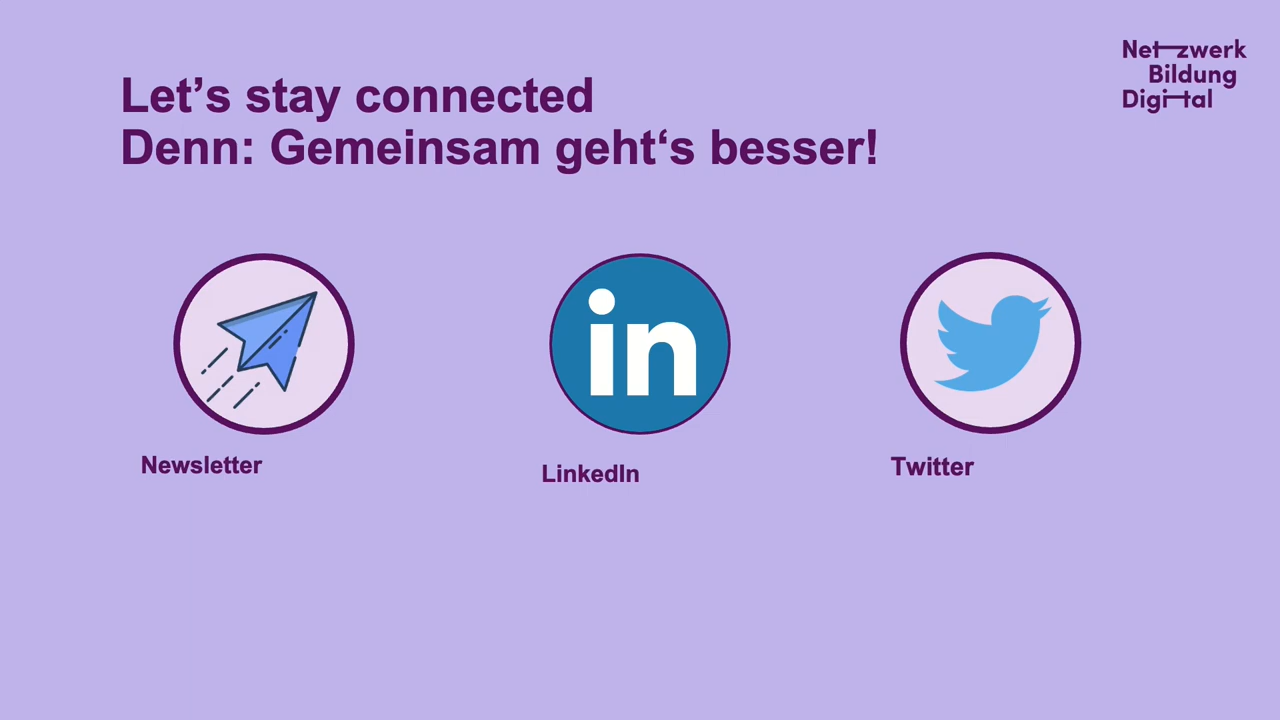 Netzwerk
Bildung
Digital
Let’s stay connected
Denn: Gemeinsam geht‘s besser!
in
Newsletter
LinkedIn
Twitter